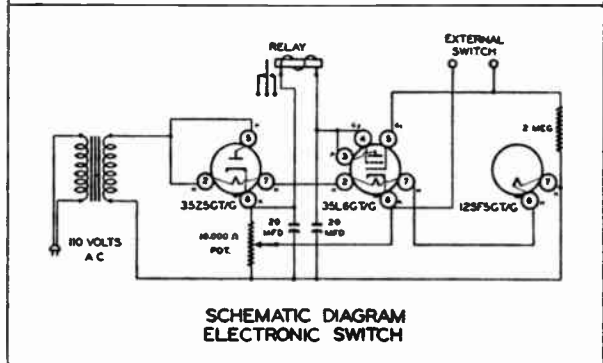 EXTERNAL
SWITCH
RELAY
2 MEG
35Z5GT/G
35L6GT/G
12SF5GT/G
20
MFD
20
MFD
10,000 Ω
POT.
110 VOLTS
A C
5
2
7
6
4
5
3
2
7
6
7
6
SCHEMATIC DIAGRAM
ELECTRONIC SWITCH